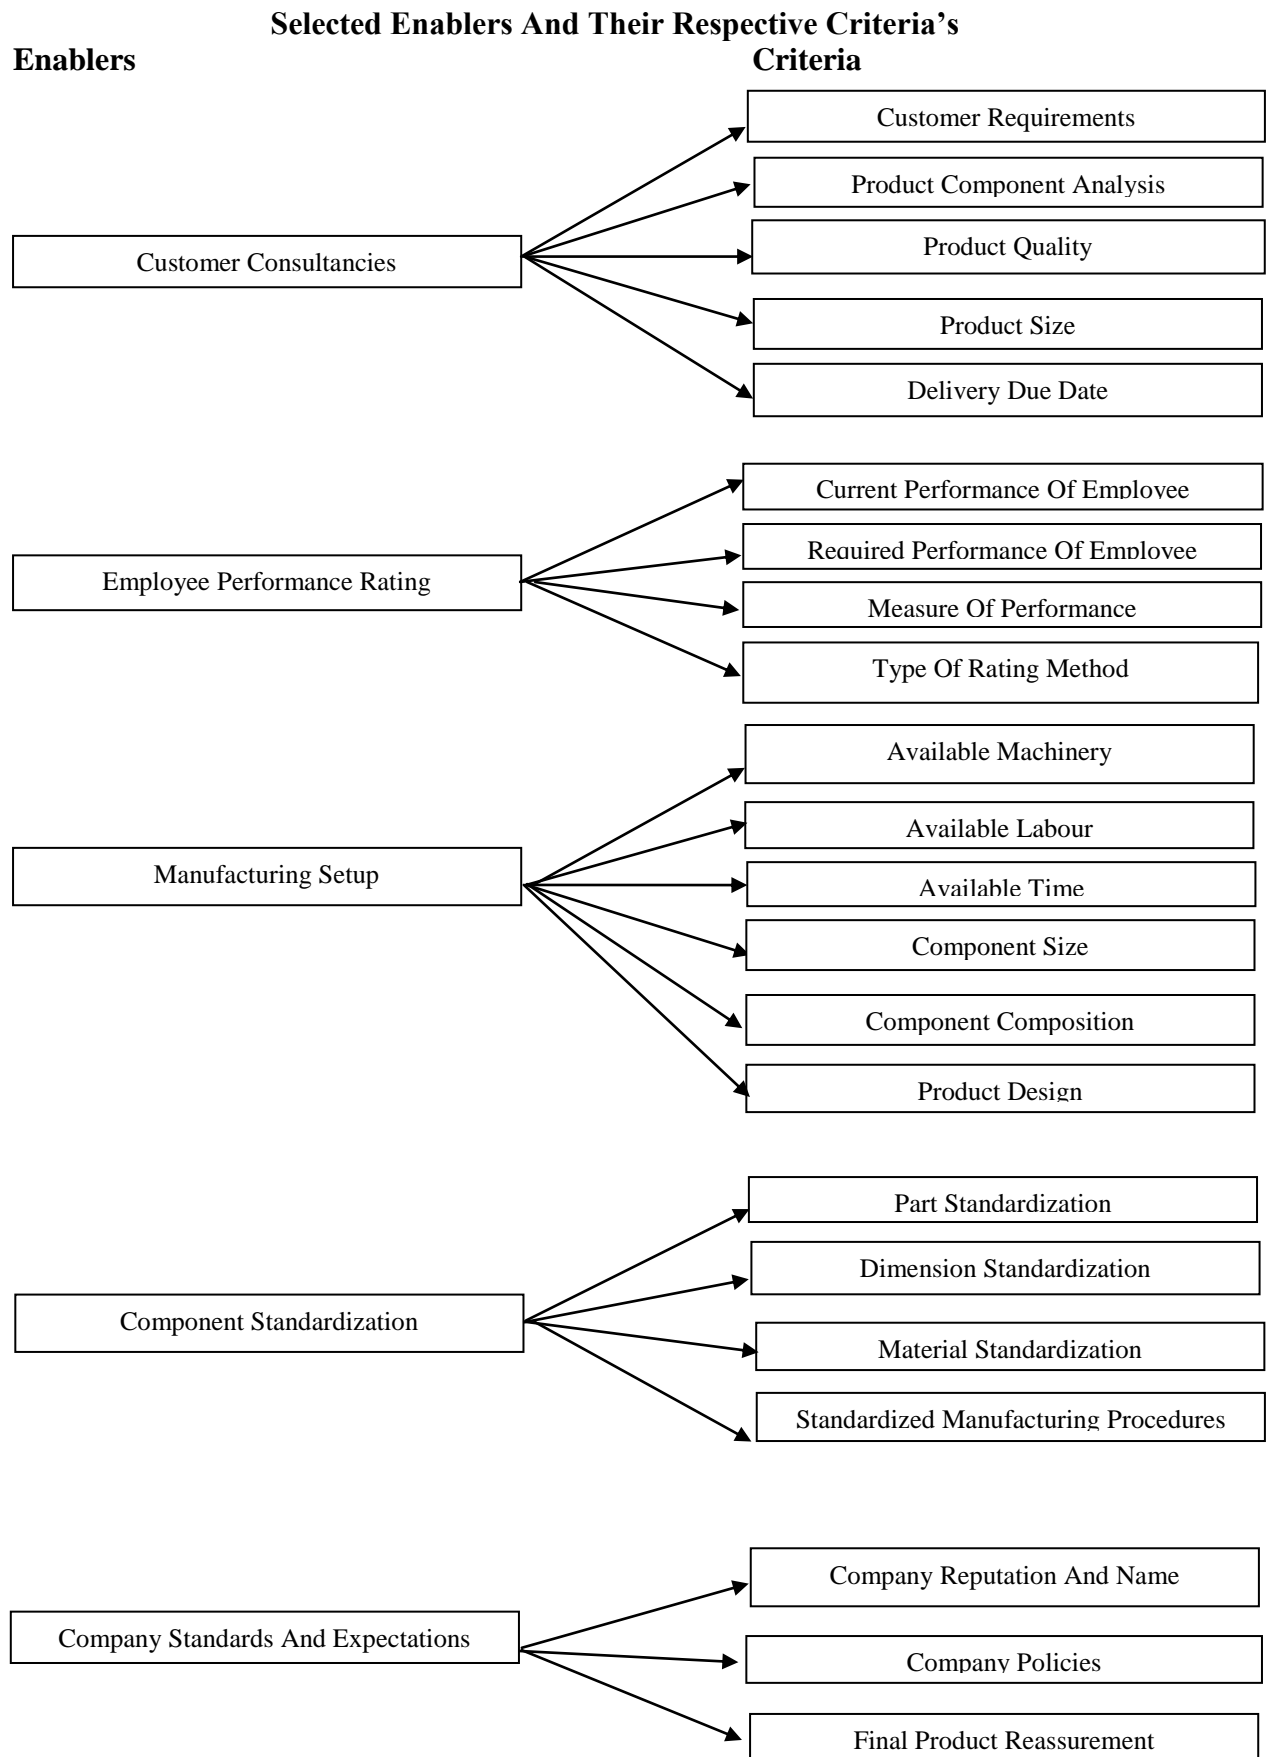 Selected Enablers And Their Respective Criteria's
Enablers
Criteria
Customer Consultancies
Customer Requirements
Product Component Analysis
Product Quality
Product Size
Delivery Due Date
Employee Performance Rating
Current Performance Of Employee
Required Performance Of Employee
Measure Of Performance
Type Of Rating Method
Manufacturing Setup
Available Machinery
Available Labour
Available Time
Component Size
Component Composition
Product Design
Component Standardization
Part Standardization
Dimension Standardization
Material Standardization
Standardized Manufacturing Procedures
Company Standards And Expectations
Company Reputation And Name
Company Policies
Final Product Reassurement